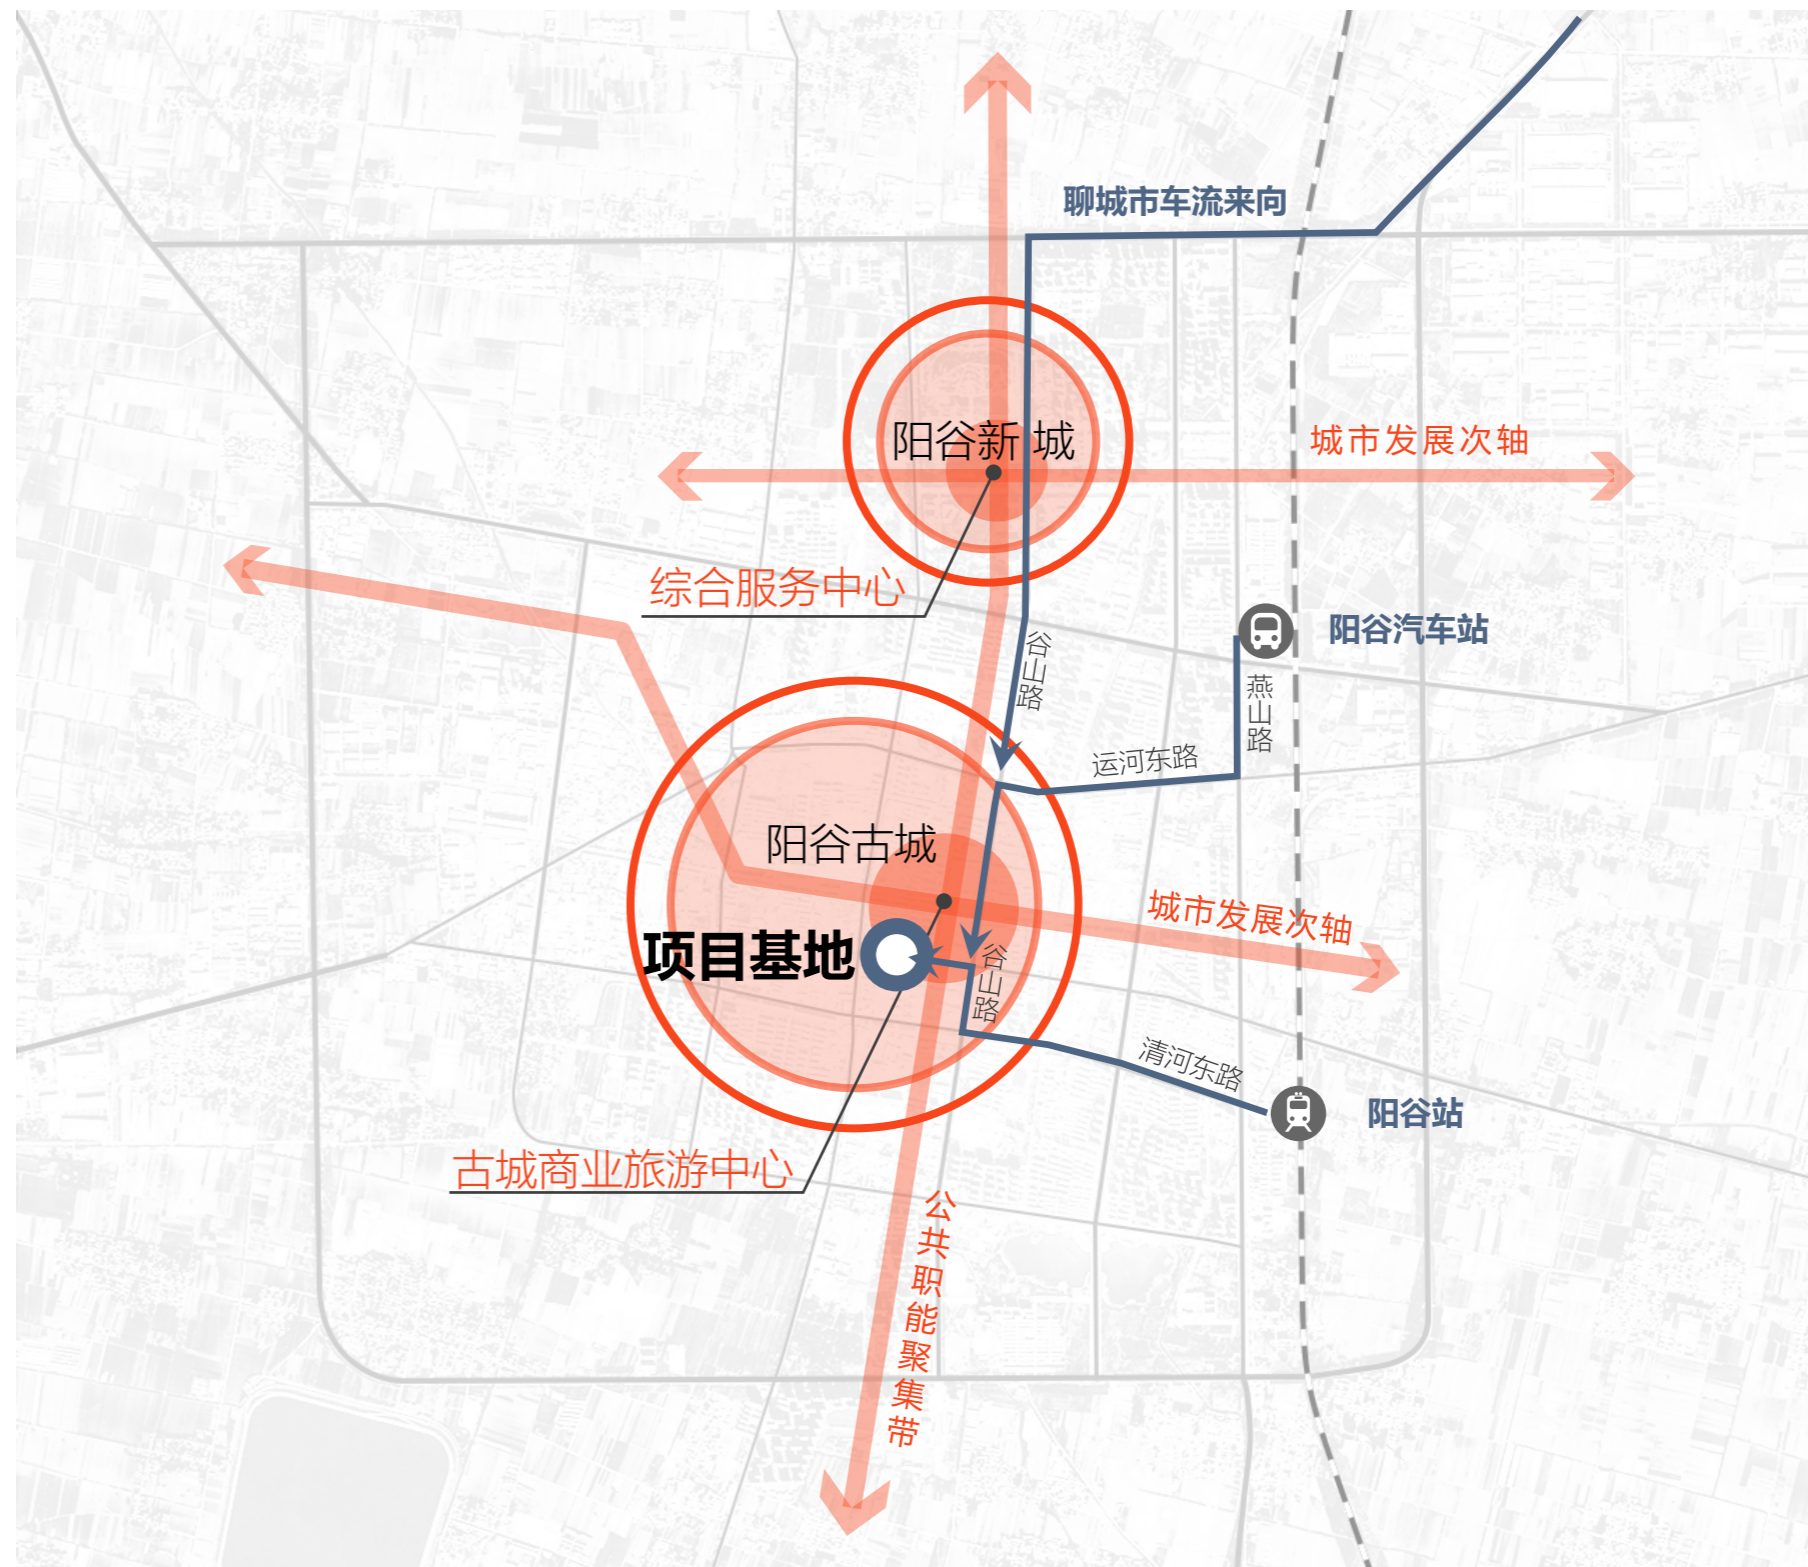 聊城市车流来向
阳谷新城
城市发展次轴
综合服务中心
谷山路
阳谷汽车站
燕山路
运河东路
阳谷古城
城市发展次轴
项目基地
谷山路
清河东路
阳谷站
古城商业旅游中心
公共职能聚集带